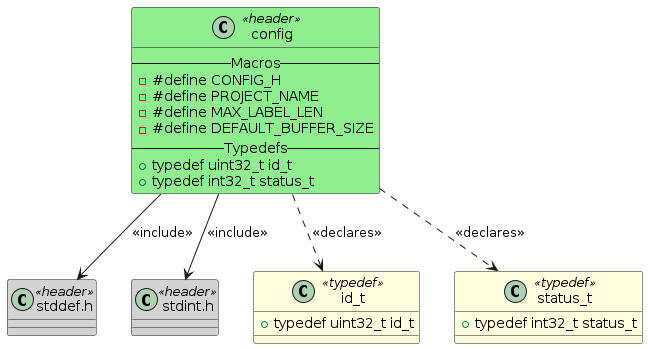 C «header»
config
Macros
#define CONFIG_H
#define PROJECT_NAME
#define MAX_LABEL_LEN
#define DEFAULT_BUFFER_SIZE
Typedefs
typedef uint32_t id_t
typedef int32_t status_t
«include» «include» «declares» «declares»
C «header»
stddef.h
C «header»
stdint.h
C «typedef»
id_t
typedef uint32_t id_t
C «typedef»
status_t
typedef int32_t status_t